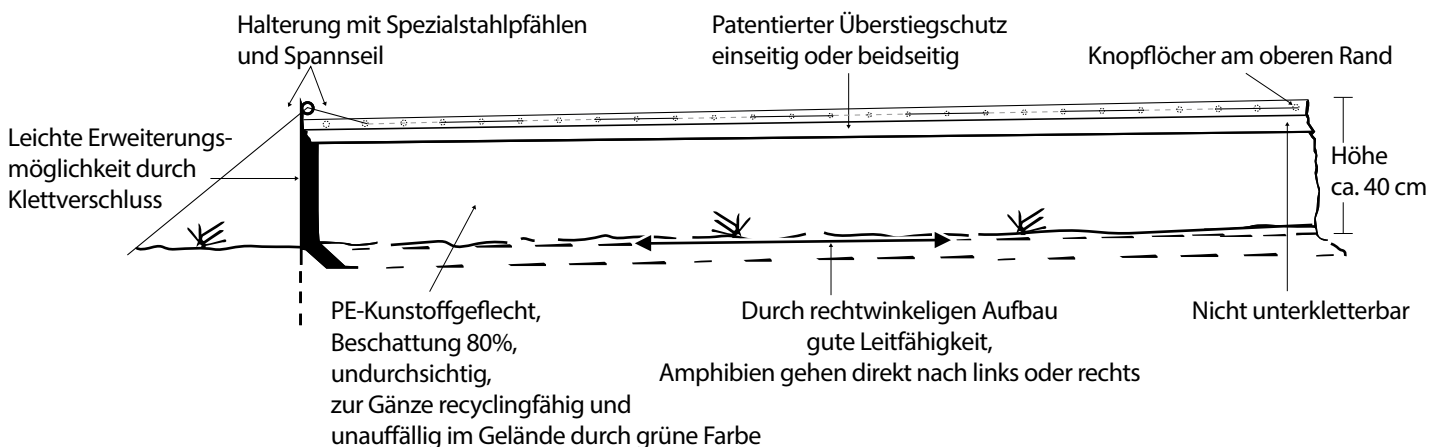 Halterung mit Spezialstahlpfählen
und Spannseil
Patentierter Überstiegschutz
einseitig oder beidseitig
Knopflöcher am oberen Rand
Leichte Erweiterungs-
möglichkeit durch
Klettverschluss
Höhe
ca. 40 cm
PE-Kunstoffgeflecht,
Beschattung 80%,
undurchsichtig,
zur Gänze recyclingfähig und
unauffällig im Gelände durch grüne Farbe
Durch rechtwinkeligen Aufbau
gute Leitfähigkeit,
Amphibien gehen direkt nach links oder rechts
Nicht unterkletterbar